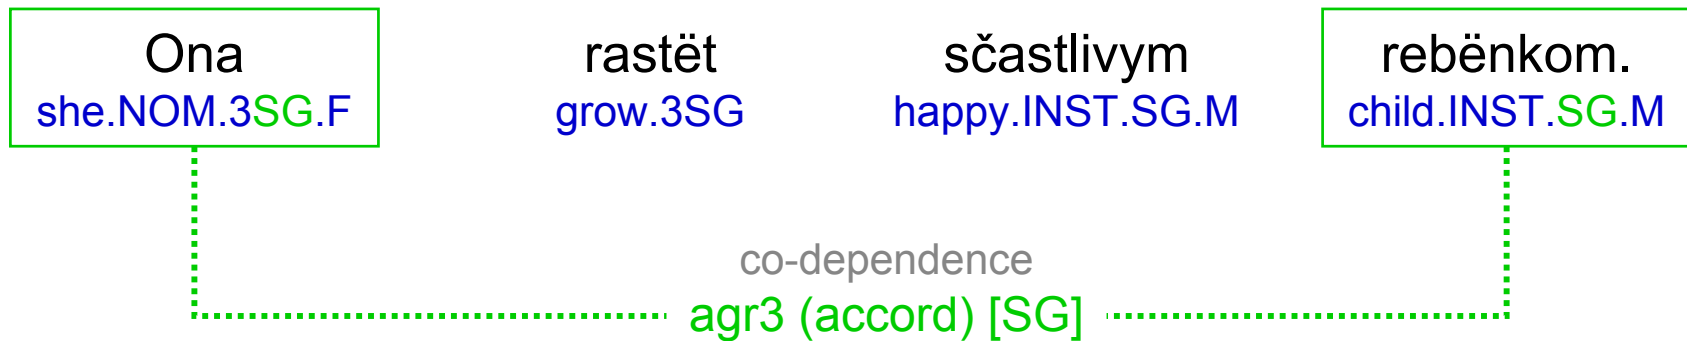 Ona rastët sčastlivym rebënkom.
she.NOM.3SG.F grow.3SG happy.INST.SG.M child.INST.SG.M
co-dependence
agr3 (accord) [SG]